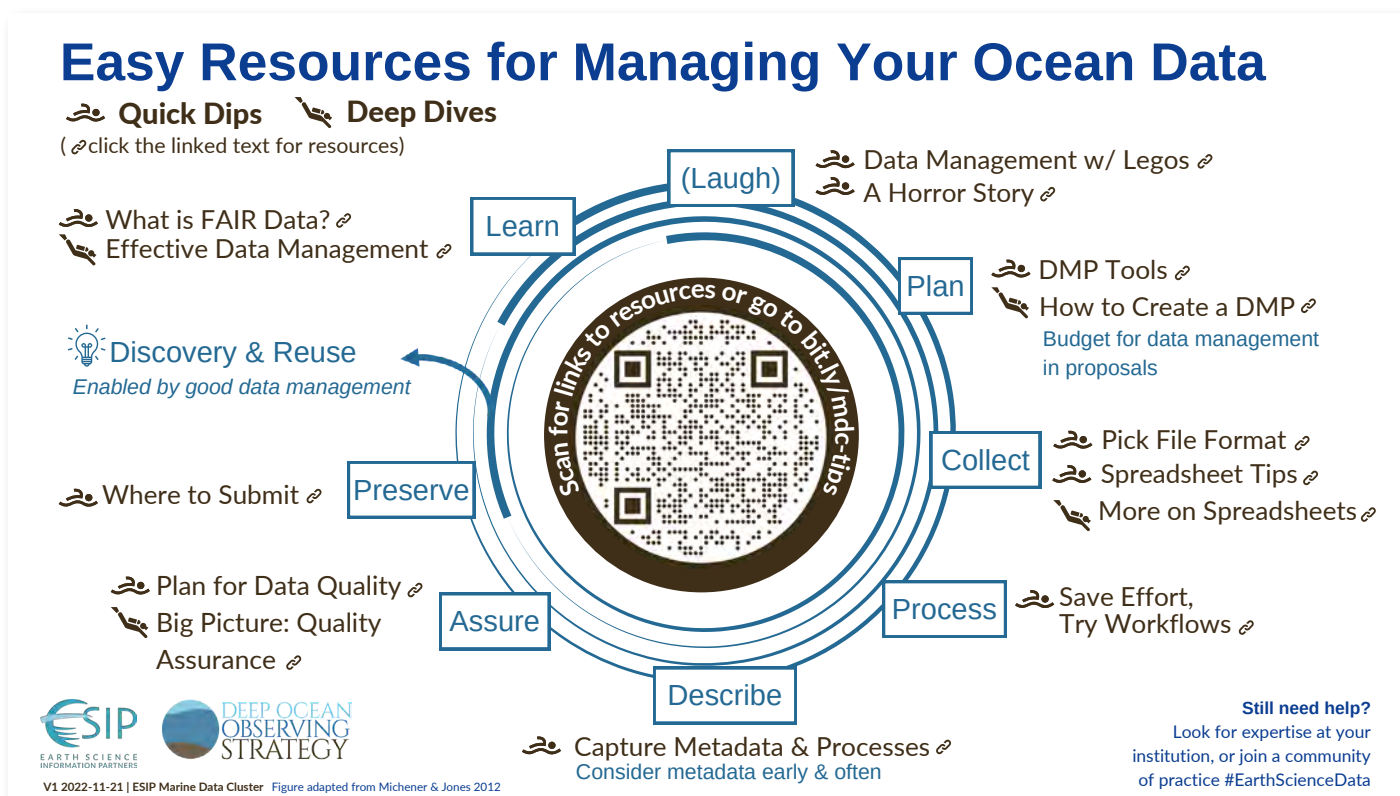 Easy Resources for Managing Your Ocean Data
Quick Dips
Deep Dives
( click the linked text for resources)
(Laugh)
Data Management w/ Legos
A Horror Story
Learn
What is FAIR Data?
Effective Data Management
Plan
DMP Tools
How to Create a DMP
Budget for data management
in proposals
Discovery & Reuse
Enabled by good data management
Scan for links to resources or go to bit.ly/mdc-tips
Collect
Pick File Format
Spreadsheet Tips
More on Spreadsheets
Preserve
Where to Submit
Process
Save Effort,
Try Workflows
Assure
Plan for Data Quality
Big Picture: Quality
Assurance
Describe
Capture Metadata & Processes
Consider metadata early & often
ESIP
EARTH SCIENCE
INFORMATION PARTNERS
DEEP OCEAN
OBSERVING
STRATEGY
Still need help?
Look for expertise at your
institution, or join a community
of practice #EarthScienceData
V1 2022-11-21 | ESIP Marine Data Cluster Figure adapted from Michener & Jones 2012